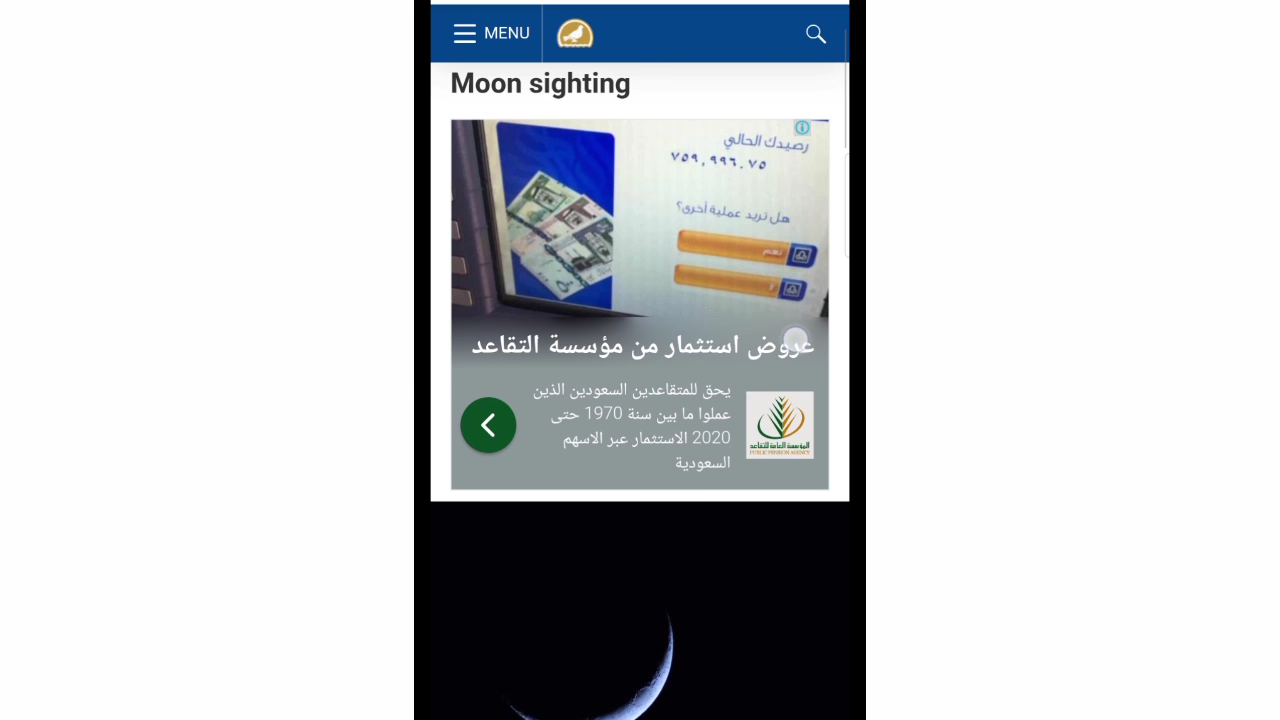 MENU
Moon sighting
رصيدك الحالي
٧٥٩,٩٩٦.٧٥
هل تريد عملية أخرى؟
نعم
لا
عروض استثمار من مؤسسة التقاعد
يحق للمتقاعدين السعودين الذين
عملوا ما بين سنة 1970 حتى
2020 الاستثمار عبر الاسهم
السعودية
المؤسسة العامة للتقاعد
PUBLIC PENSION AGENCY